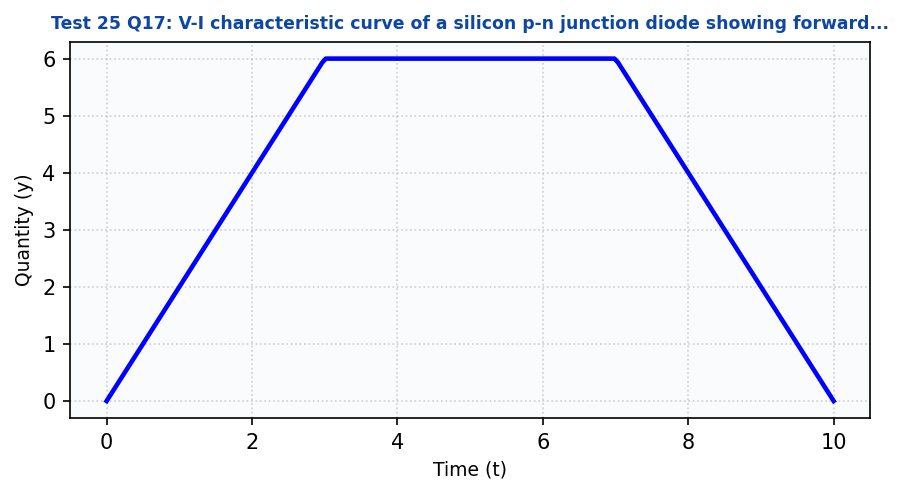 Test 25 Q17: V-I characteristic curve of a silicon p-n junction diode showing forward...
6
5
4
3
2
1
0
Quantity (y)
0 2 4 6 8 10
Time (t)